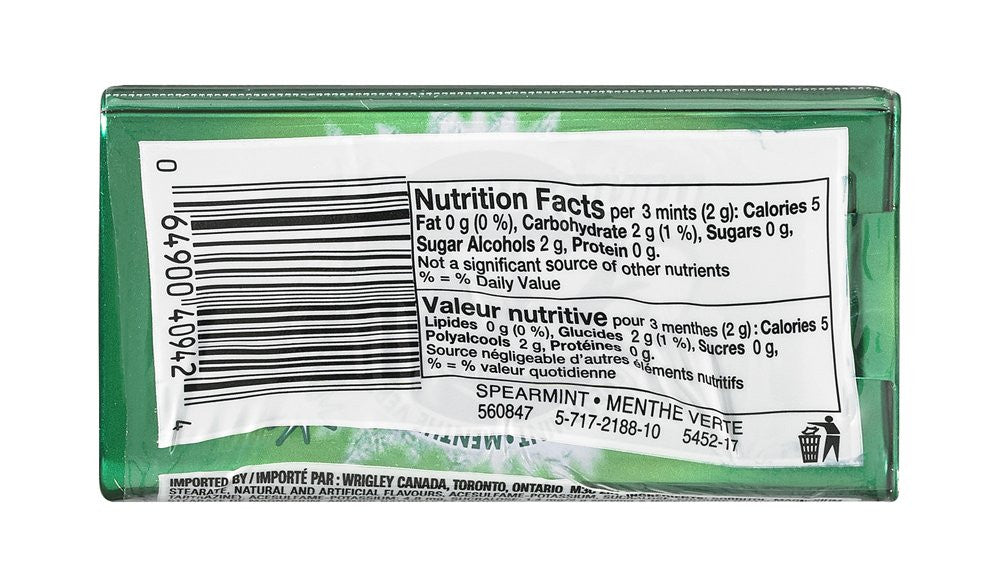 0 64900 40942 4
Nutrition Facts per 3 mints (2 g): Calories 5
Fat 0 g (0 %), Carbohydrate 2 g (1 %), Sugars 0 g,
Sugar Alcohols 2 g, Protein 0 g.
Not a significant source of other nutrients
% = % Daily Value
Valeur nutritive pour 3 menthes (2 g) : Calories 5
Lipides 0 g (0 %), Glucides 2 g (1 %), Sucres 0 g,
Polyalcools 2 g, Protéines 0 g.
Source négligeable d'autres éléments nutritifs
% = % valeur quotidienne
SPEARMINT • MENTHE VERTE
560847 5-717-2188-10 5452-17
IMPORTED BY / IMPORTÉ PAR : WRIGLEY CANADA, TORONTO, ONTARIO
STEARATE, NATURAL AND ARTIFICIAL FLAVOURS, ACESULFAME-POTASSIUM,